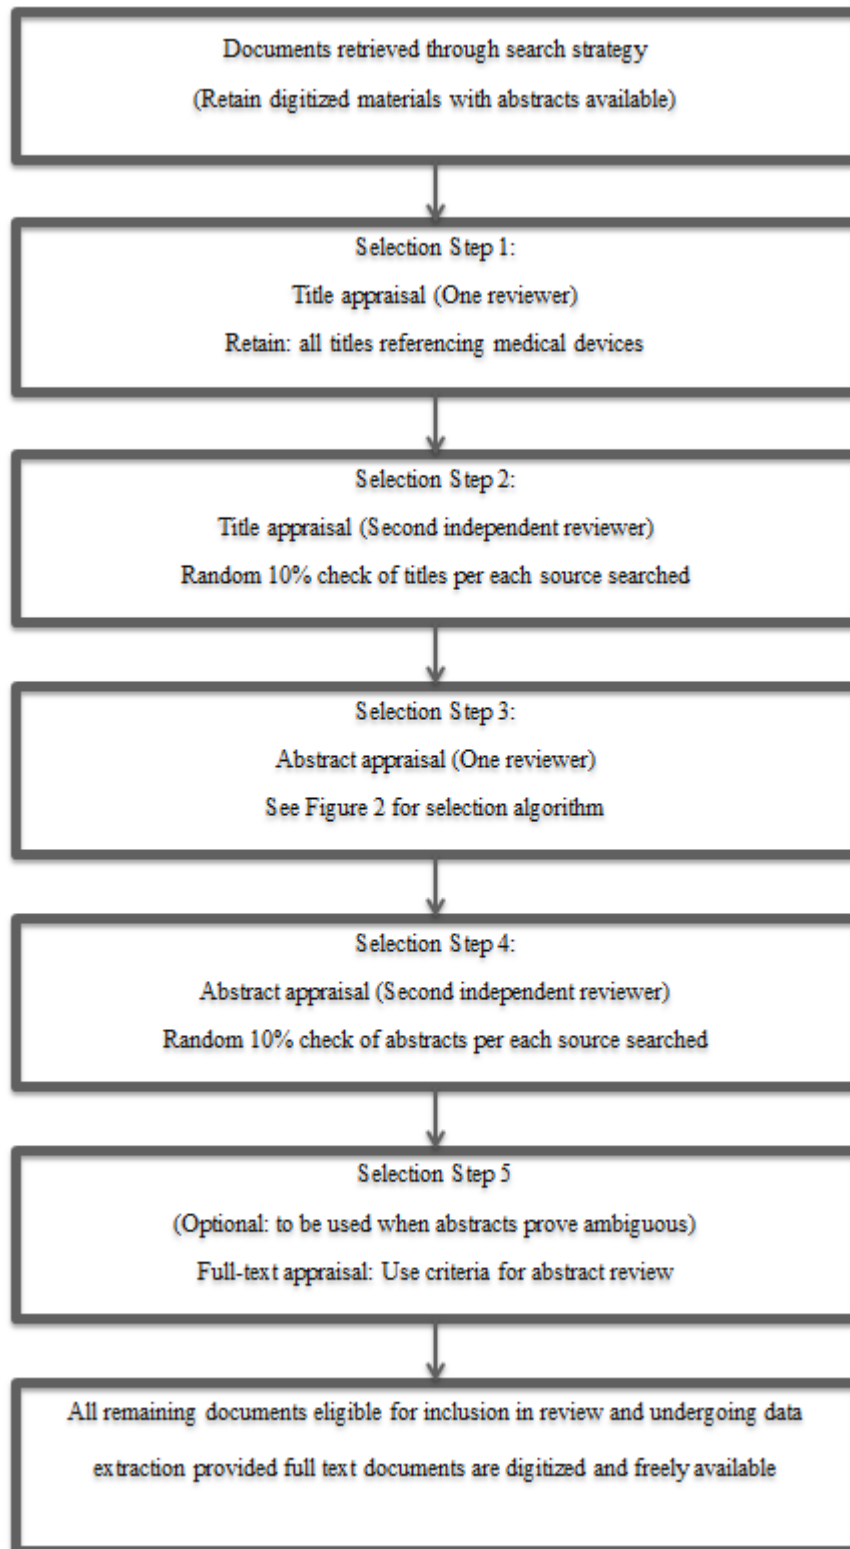 Documents retrieved through search strategy
(Retain digitized materials with abstracts available)
Selection Step 1:
Title appraisal (One reviewer)
Retain: all titles referencing medical devices
Selection Step 2:
Title appraisal (Second independent reviewer)
Random 10% check of titles per each source searched
Selection Step 3:
Abstract appraisal (One reviewer)
See Figure 2 for selection algorithm
Selection Step 4:
Abstract appraisal (Second independent reviewer)
Random 10% check of abstracts per each source searched
Selection Step 5
(Optional: to be used when abstracts prove ambiguous)
Full-text appraisal: Use criteria for abstract review
All remaining documents eligible for inclusion in review and undergoing data
extraction provided full text documents are digitized and freely available